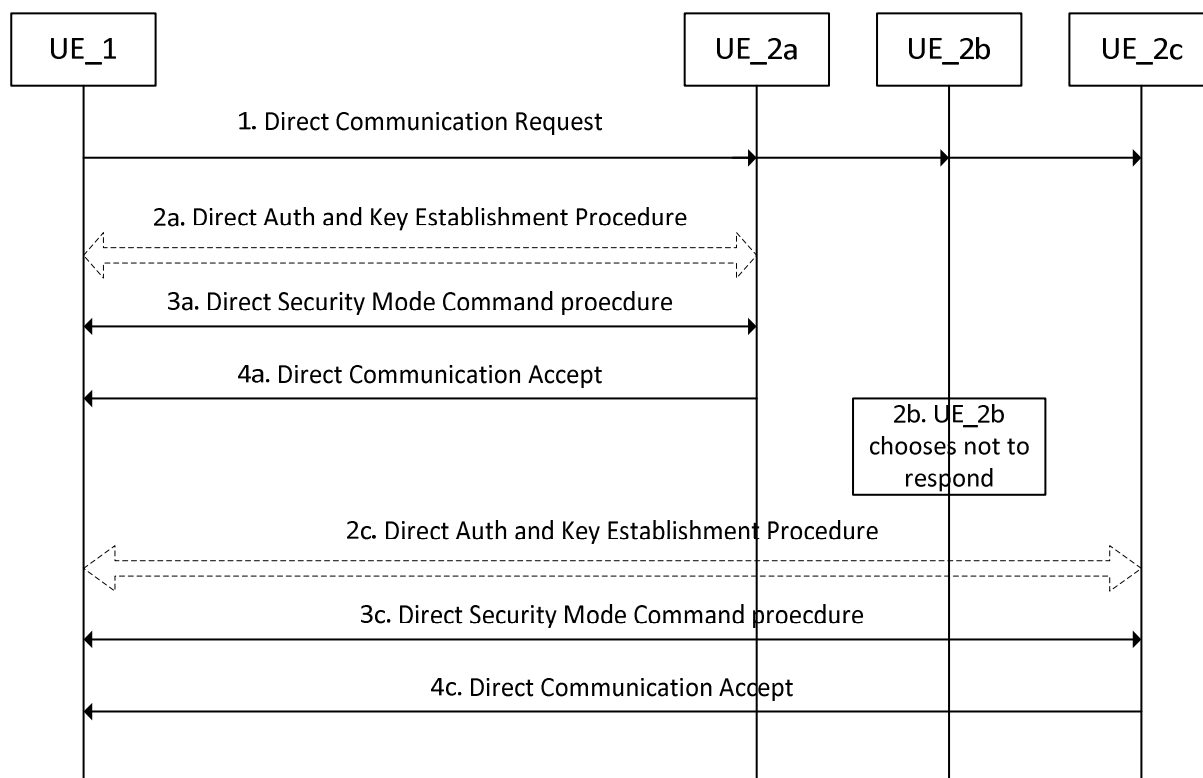 UE_1
UE_2a
UE_2b
UE_2c
1. Direct Communication Request
2a. Direct Auth and Key Establishment Procedure
3a. Direct Security Mode Command proecdure
4a. Direct Communication Accept
2b. UE_2b
chooses not to
respond
2c. Direct Auth and Key Establishment Procedure
3c. Direct Security Mode Command proecdure
4c. Direct Communication Accept